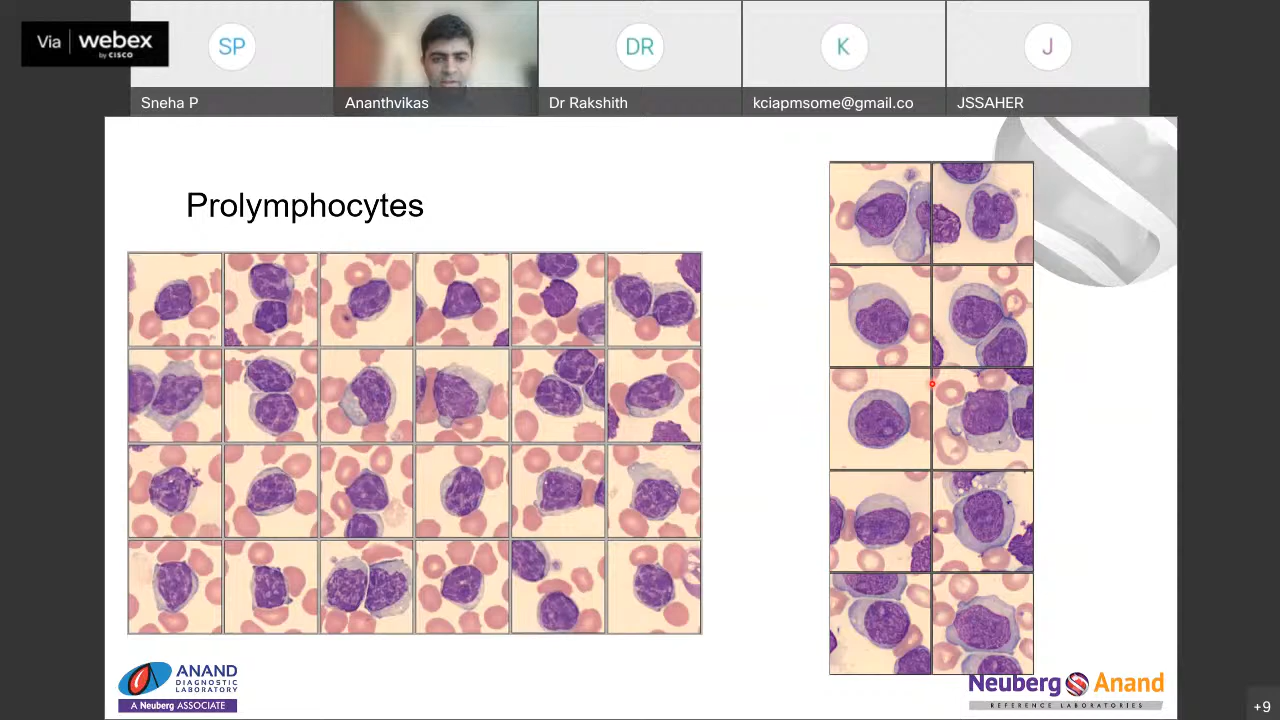 Via
webex
by CISCO
SP
DR
K
J
Sneha P
Ananthvikas
Dr Rakshith
kciapmsome@gmail.co
JSSAHER
Prolymphocytes
ANAND
DIAGNOSTIC
LABORATORY
A Neuberg ASSOCIATE
Neuberg Anand
REFERENCE LABORATORIES
+9